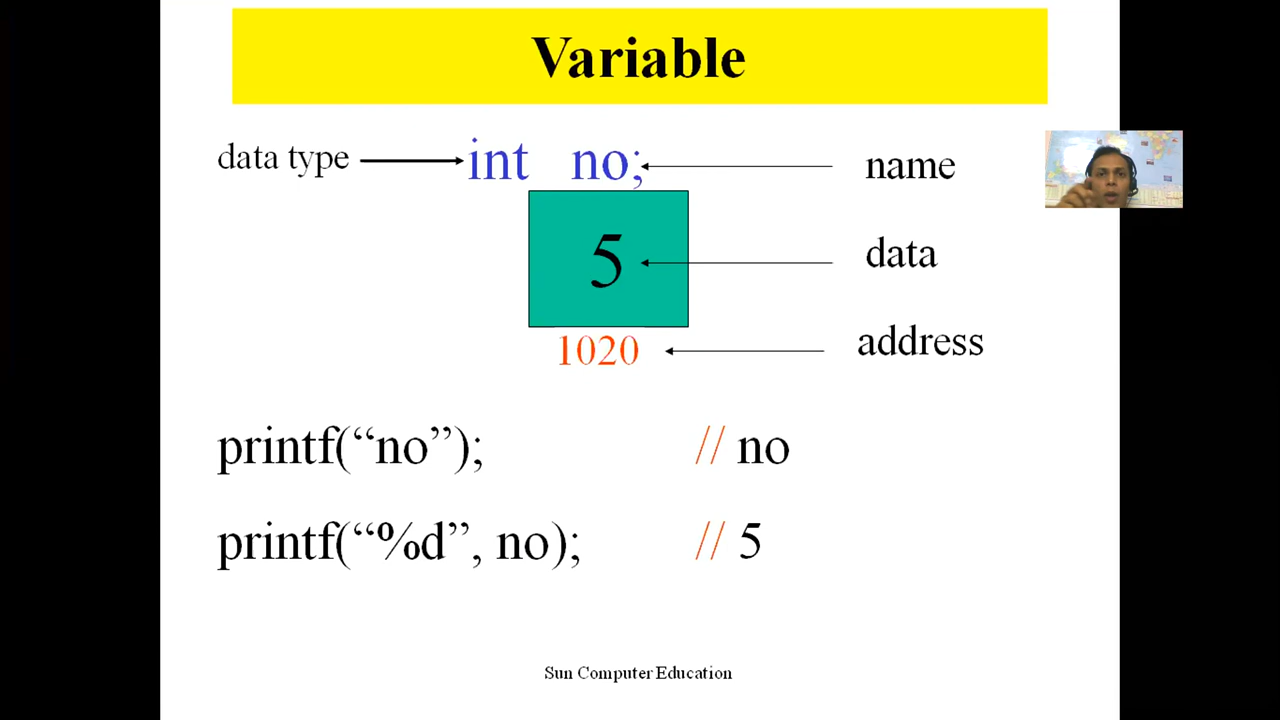 Variable
data type int no; name
5 data
1020 address
printf(“no”); // no
printf(“%d”, no); // 5
Sun Computer Education